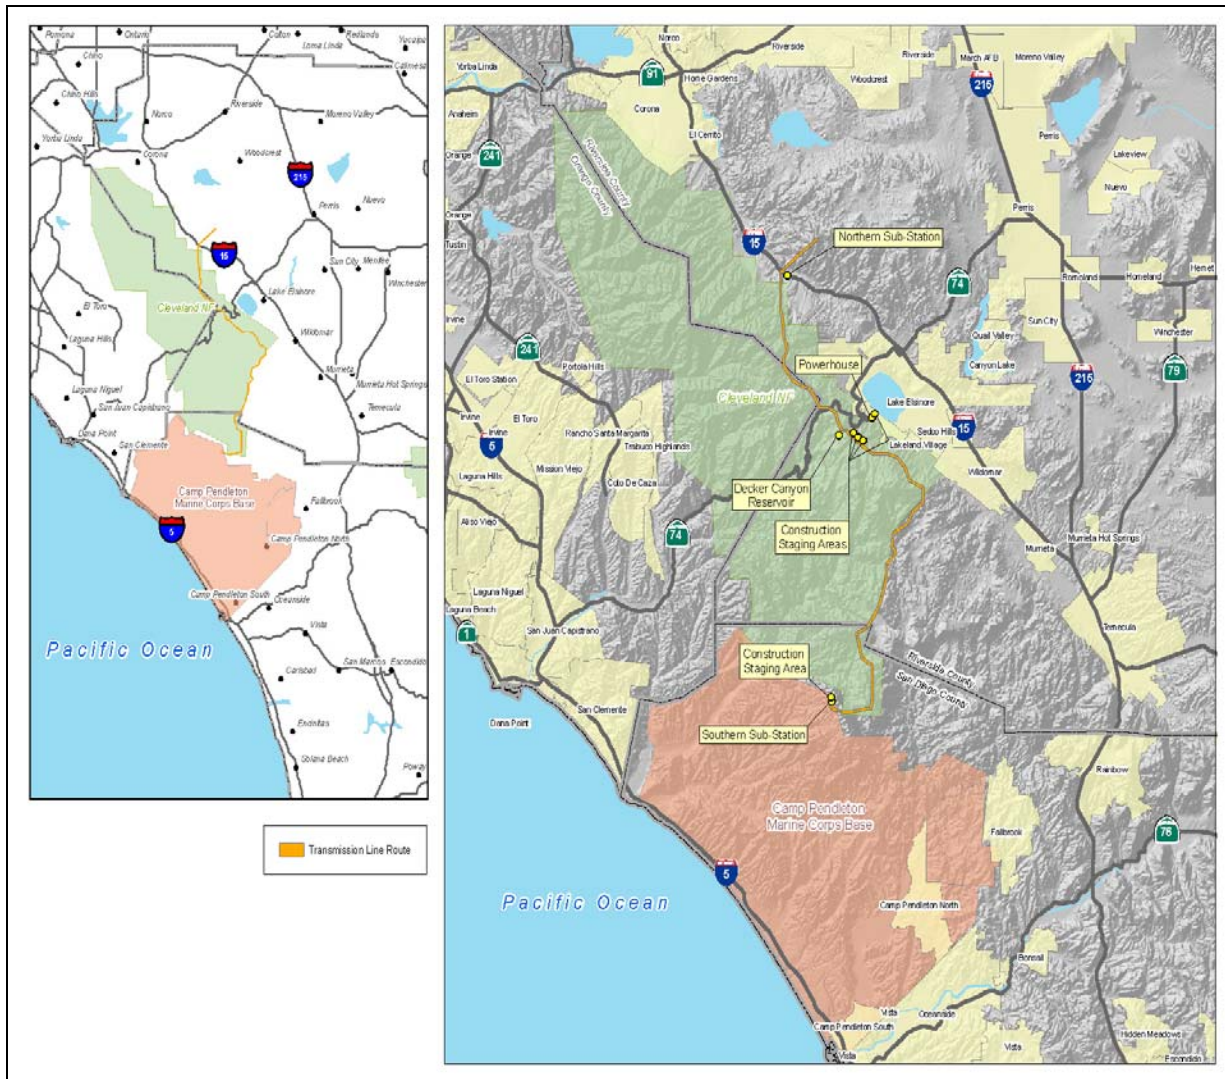 Pomona
Ontario
Colton
Redlands
Loma Linda
Yucaipa
Chino
Calimesa
Chino Hills
Norco
Riverside
Moreno Valley
Yorba Linda
Corona
Woodcrest
215
Perris
Nuevo
15
Sun City
Menifee
Winchester
El Toro
Cleveland NF
Lake Elsinore
Laguna Hills
Wildomar
Murrieta
Murrieta Hot Springs
Laguna Niguel
San Juan Capistrano
Temecula
Dana Point
San Clemente
Camp Pendleton
Marine Corps Base
Fallbrook
5
Camp Pendleton North
Camp Pendleton South
Oceanside
Vista
Pacific Ocean
San Marcos
Escondido
Carlsbad
Encinitas
Solana Beach
Poway
Transmission Line Route
Norco
Riverside
Riverside
March AFB
Moreno Valley
Yorba Linda
91
Home Gardens
Woodcrest
215
Anaheim
Corona
El Cerrito
Perris
Orange
241
Riverside County
Orange County
Lakeview
Nuevo
Orange
Perris
Tustin
15
Northern Sub-Station
74
Romoland
Homeland
Hemet
Irvine
241
Sun City
Winchester
Quail Valley
Portola Hills
Powerhouse
Canyon Lake
El Toro Station
79
215
Cleveland NF
Lake Elsinore
Irvine
El Toro
Irvine
5
Rancho Santa Margarita
Sedco Hills
15
Trabuco Highlands
Lakeland Village
Laguna Hills
Mission Viejo
Wildomar
Coto De Caza
Decker Canyon
Reservoir
Aliso Viejo
74
Construction
Staging Areas
Murrieta Hot Springs
Murrieta
Laguna Niguel
Laguna Beach
1
San Juan Capistrano
Temecula
Construction
Staging Area
Riverside County
San Diego County
San Clemente
Dana Point
Southern Sub-Station
Rainbow
Camp Pendleton
Marine Corps Base
Fallbrook
76
5
Pacific Ocean
Camp Pendleton North
Bonsall
Vista
Oceanside
Camp Pendleton South
Hidden Meadows
Vista
Vista
Escondido